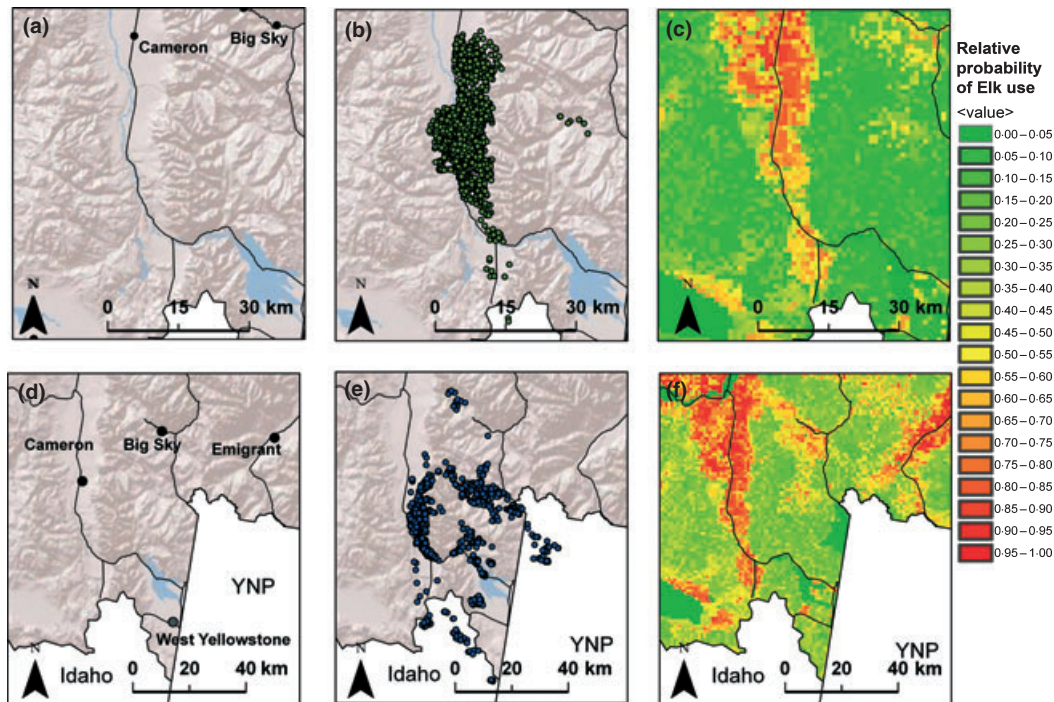 (a)
Cameron
Big Sky
N
0 15 30 km
(b)
N
0 15 30 km
(c)
N
0 15 30 km
Relative
probability
of Elk use
<value>
0·00–0·05
0·05–0·10
0·10–0·15
0·15–0·20
0·20–0·25
0·25–0·30
0·30–0·35
0·35–0·40
0·40–0·45
0·45–0·50
0·50–0·55
0·55–0·60
0·60–0·65
0·65–0·70
0·70–0·75
0·75–0·80
0·80–0·85
0·85–0·90
0·90–0·95
0·95–1·00
(d)
Cameron
Big Sky
Emigrant
YNP
West Yellowstone
N
Idaho
0 20 40 km
(e)
YNP
N
Idaho
0 20 40 km
(f)
YNP
N
Idaho
0 20 40 km